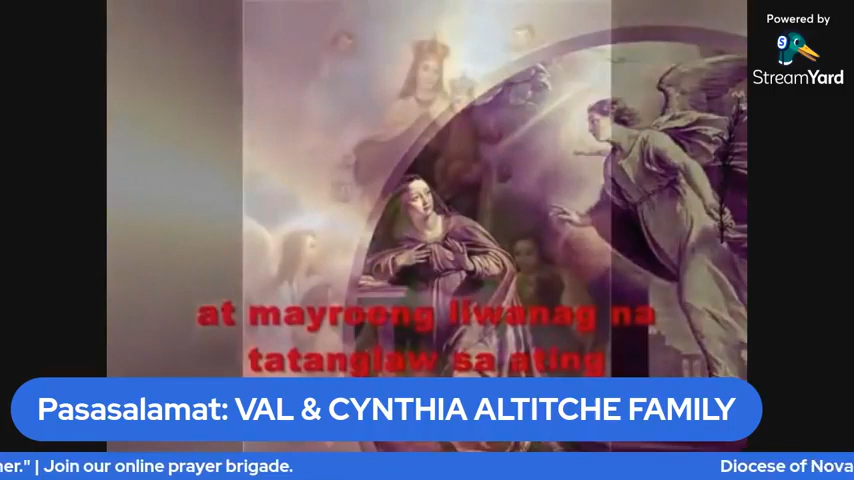 Powered by
StreamYard
at mayroong liwanag na
tatanglaw sa ating
Pasasalamat: VAL & CYNTHIA ALTITCHE FAMILY
ner." | Join our online prayer brigade.
Diocese of Nova